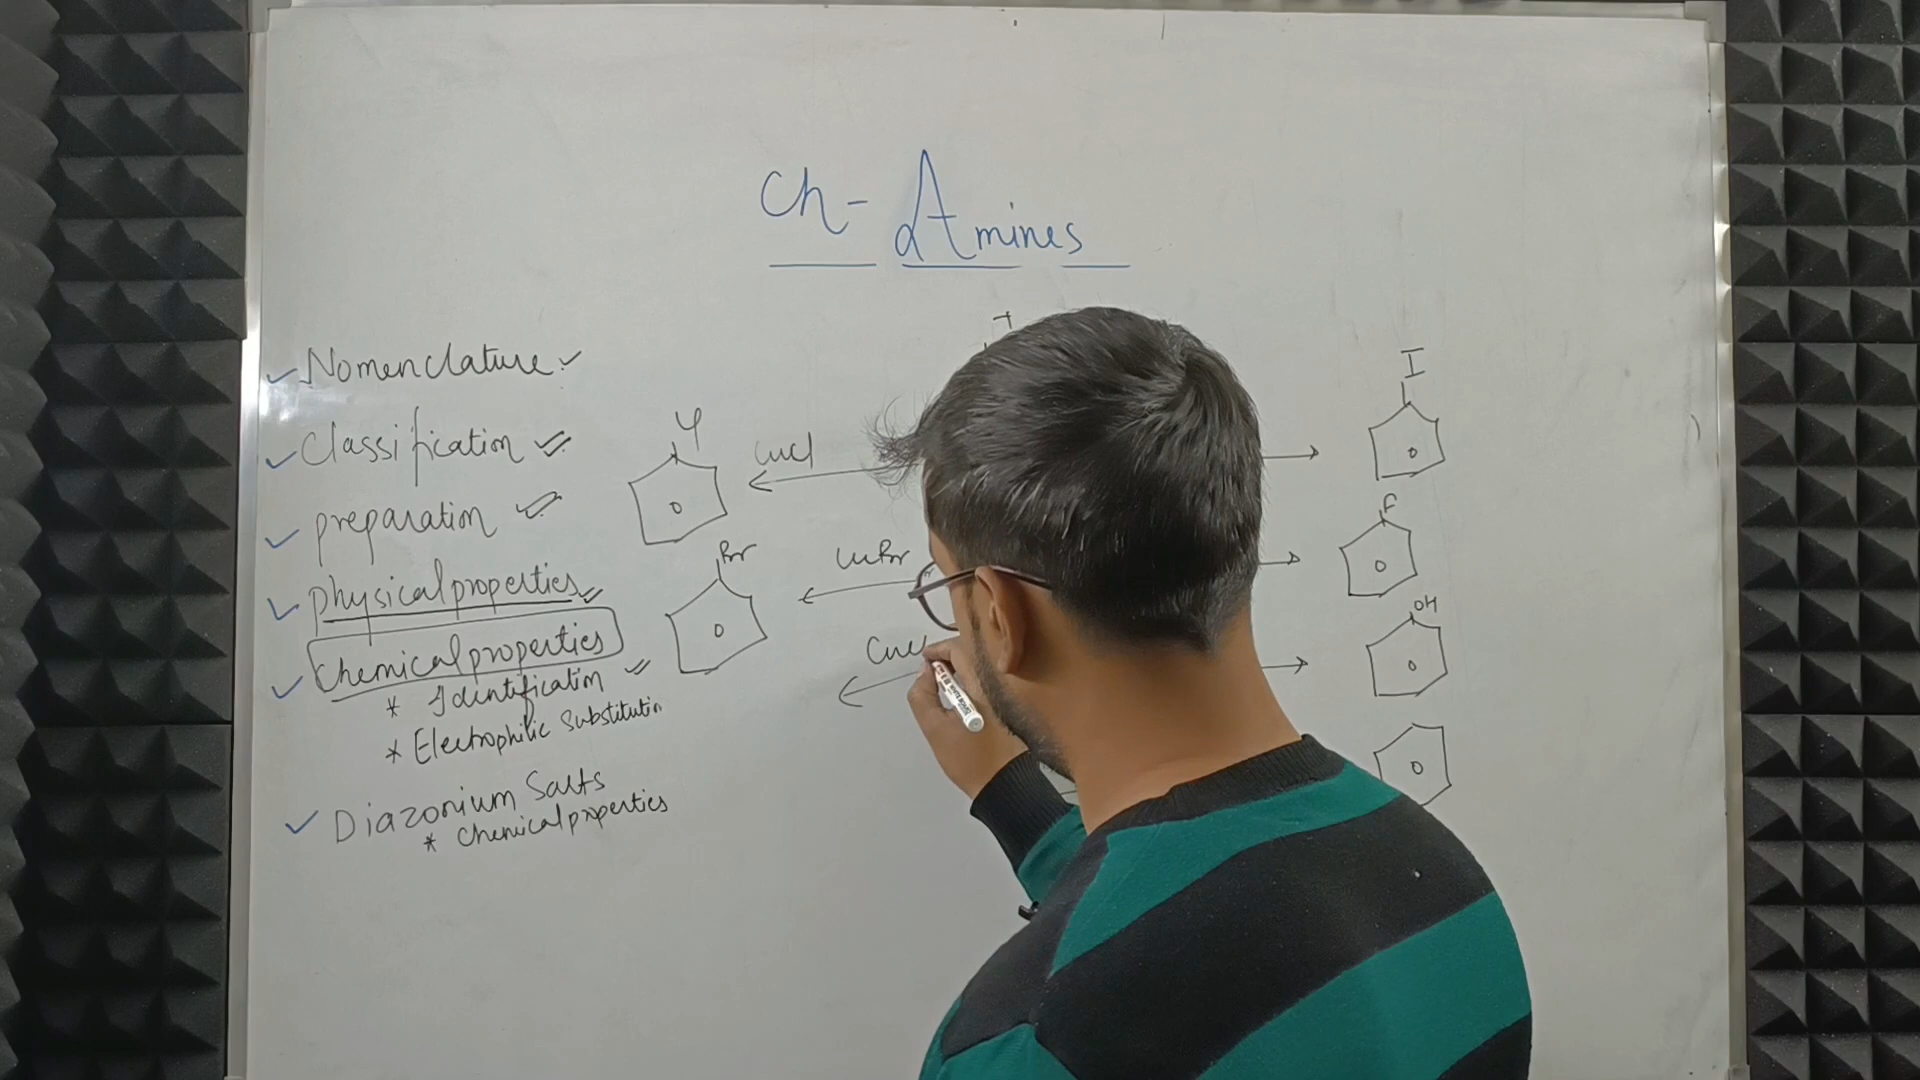 Ch- Amines
Nomenclature
Classification
preparation
physical properties
Chemical properties
* Identification
* Electrophilic Substitution
Diazonium Salts
* Chemical properties
Cl
CuCl
Br
CuBr
I
F
OH